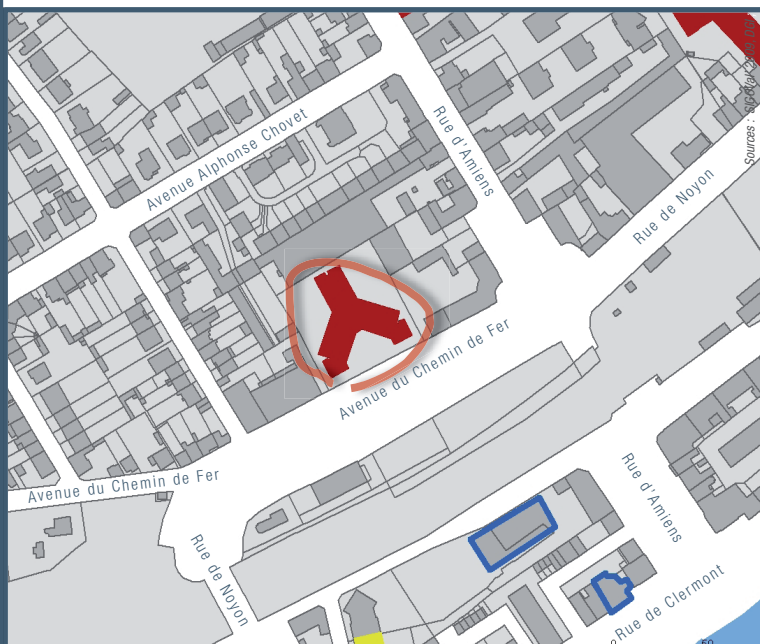 Avenue Alphonse Chovet
Rue d'Amiens
Rue de Noyon
Avenue du Chemin de Fer
Avenue du Chemin de Fer
Rue de Noyon
Rue d'Amiens
Rue de Clermont